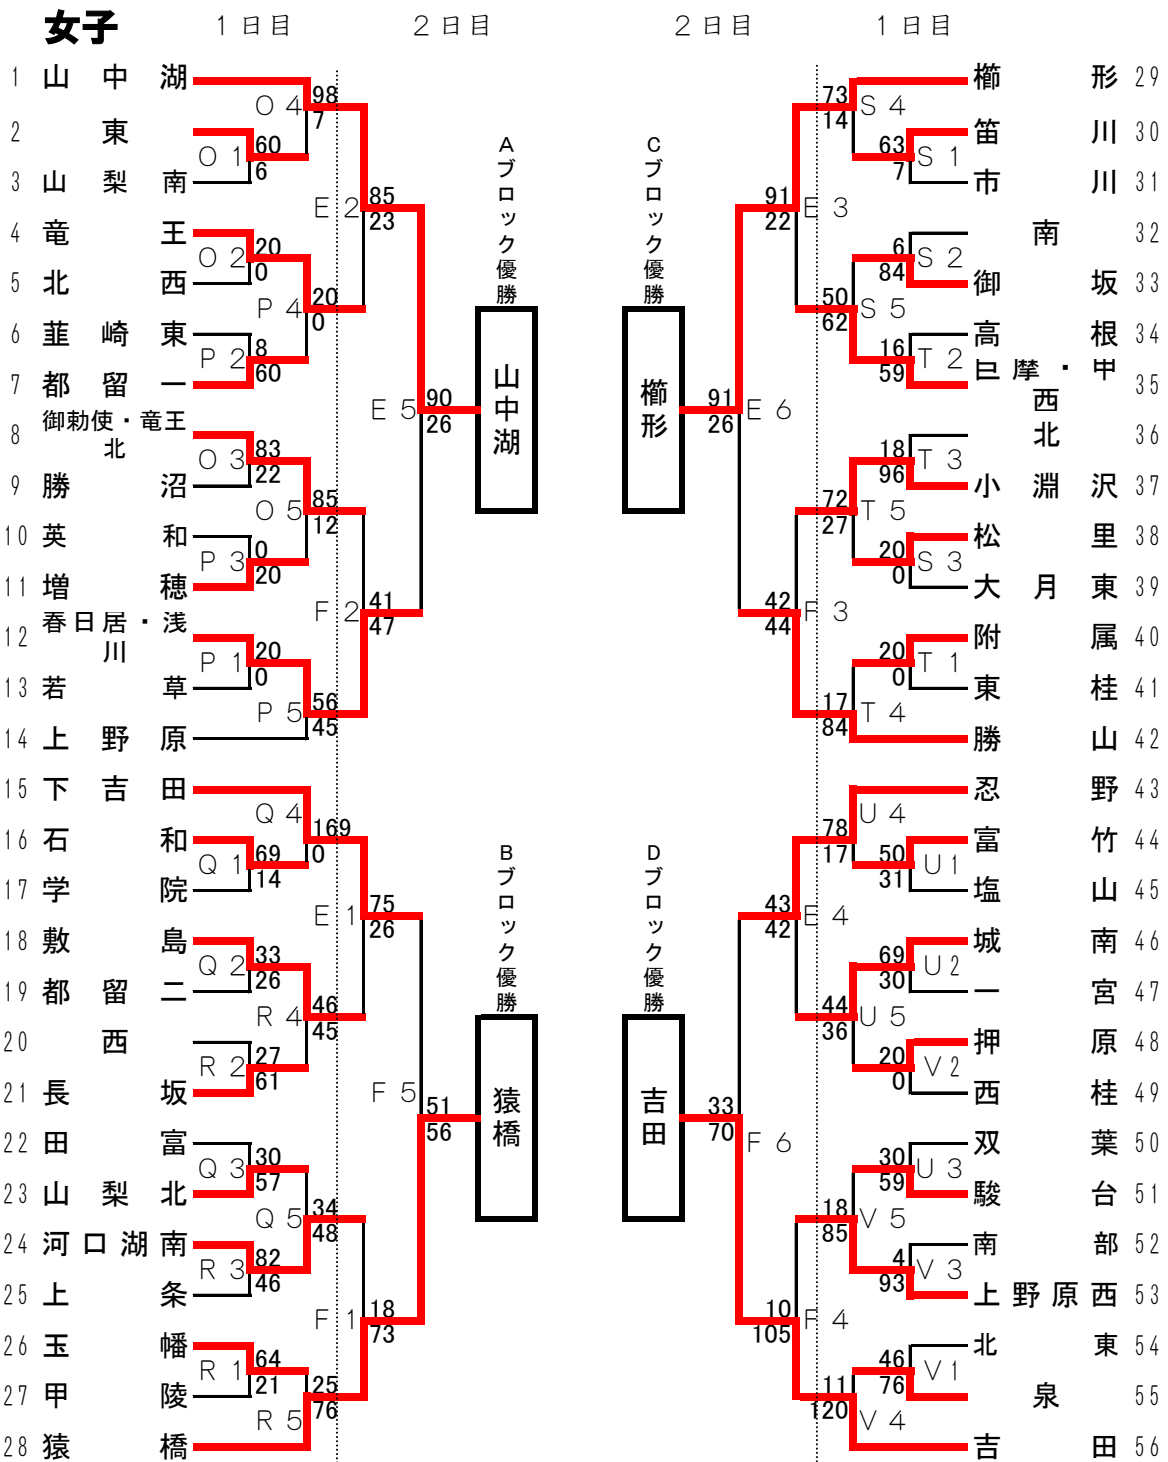 女子
1日目 2日目 2日目 1日目
1 山中湖
2 東
3 山梨南
4 竜王
5 北西
6 韮崎東
7 都留一
8 御勅使・竜王北
9 勝沼
10 英和
11 増穂
12 春日居・浅川
13 若草
14 上野原
15 下吉田
16 石和
17 学院
18 敷島
19 都留二
20 西
21 長坂
22 田富
23 山梨北
24 河口湖南
25 上条
26 玉幡
27 甲陵
28 猿橋
O4 98 7
O1 60 6
O2 20 0
P4 20 0
P2 8 60
O3 83 22
O5 85 12
P3 0 20
P1 20 0
P5 56 45
Q4 169 0
Q1 69 14
Q2 33 26
R4 46 45
R2 27 61
Q3 30 57
Q5 34 48
R3 82 46
R1 64 21
R5 25 76
E2 85 23
E5 90 26
F2 41 47
E1 75 26
F5 51 56
F1 18 73
Aブロック優勝
山中湖
Bブロック優勝
猿橋
Cブロック優勝
櫛形
Dブロック優勝
吉田
91 22 E3
91 26 E6
42 44 F3
43 42 E4
33 70 F6
10 105 F4
73 14 S4
63 7 S1
6 84 S2
50 62 S5
16 59 T2
18 96 T3
72 27 T5
20 0 S3
20 0 T1
17 84 T4
78 17 U4
50 31 U1
69 30 U2
44 36 U5
20 0 V2
30 59 U3
18 85 V5
4 93 V3
46 76 V1
11 120 V4
櫛形 29
笛川 30
市川 31
南 32
御坂 33
高根 34
巨摩・甲西 35
北 36
小淵沢 37
松里 38
大月東 39
附属 40
東桂 41
勝山 42
忍野 43
富竹 44
塩山 45
城南 46
一宮 47
押原 48
西桂 49
双葉 50
駿台 51
南部 52
上野原西 53
北東 54
泉 55
吉田 56